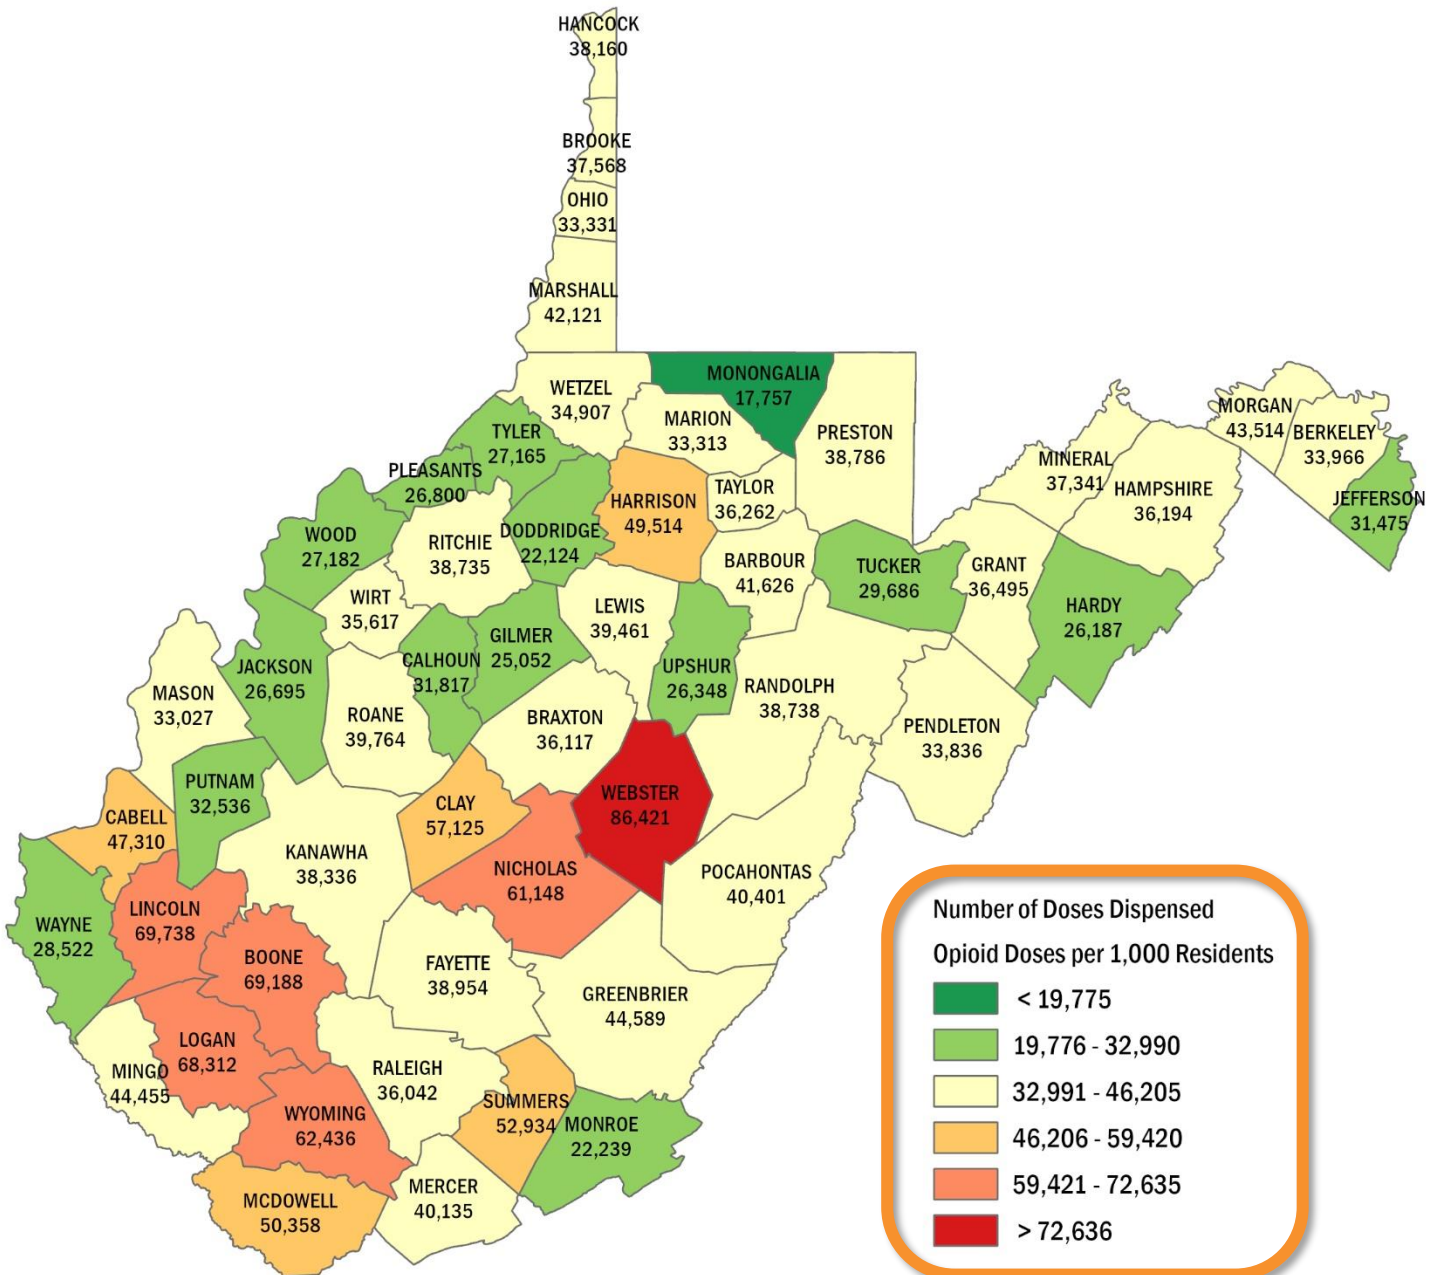 HANCOCK
38,160
BROOKE
37,568
OHIO
33,331
MARSHALL
42,121
WETZEL
34,907
MONONGALIA
17,757
MARION
33,313
PRESTON
38,786
TYLER
27,165
PLEASANTS
26,800
HARRISON
49,514
TAYLOR
36,262
MINERAL
37,341
HAMPSHIRE
36,194
MORGAN
43,514
BERKELEY
33,966
JEFFERSON
31,475
WOOD
27,182
RITCHIE
38,735
DODDRIDGE
22,124
BARBOUR
41,626
TUCKER
29,686
GRANT
36,495
HARDY
26,187
WIRT
35,617
LEWIS
39,461
GILMER
25,052
CALHOUN
31,817
UPSHUR
26,348
RANDOLPH
38,738
JACKSON
26,695
MASON
33,027
ROANE
39,764
BRAXTON
36,117
PENDLETON
33,836
PUTNAM
32,536
CABELL
47,310
CLAY
57,125
WEBSTER
86,421
KANAWHA
38,336
NICHOLAS
61,148
POCAHONTAS
40,401
WAYNE
28,522
LINCOLN
69,738
BOONE
69,188
FAYETTE
38,954
GREENBRIER
44,589
LOGAN
68,312
MINGO
44,455
RALEIGH
36,042
WYOMING
62,436
SUMMERS
52,934
MONROE
22,239
MCDOWELL
50,358
MERCER
40,135
Number of Doses Dispensed
Opioid Doses per 1,000 Residents
< 19,775
19,776 - 32,990
32,991 - 46,205
46,206 - 59,420
59,421 - 72,635
> 72,636